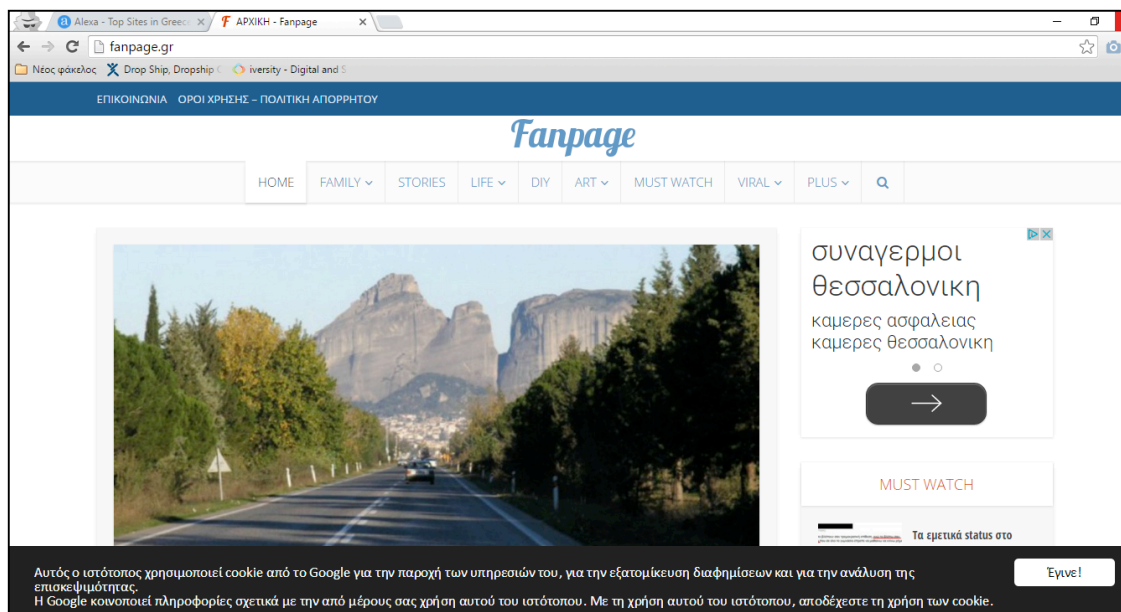 Alexa - Top Sites in Greece
ΑΡΧΙΚΗ - Fanpage
fanpage.gr
Νέος φάκελος
Drop Ship, Dropship
iversity - Digital and S
ΕΠΙΚΟΙΝΩΝΙΑ ΟΡΟΙ ΧΡΗΣΗΣ – ΠΟΛΙΤΙΚΗ ΑΠΟΡΡΗΤΟΥ
Fanpage
HOME FAMILY STORIES LIFE DIY ART MUST WATCH VIRAL PLUS
συναγερμοι
θεσσαλονικη
καμερες ασφαλειας
καμερες θεσσαλονικη
MUST WATCH
Τα εμετικά status στο
Αυτός ο ιστότοπος χρησιμοποιεί cookie από το Google για την παροχή των υπηρεσιών του, για την εξατομίκευση διαφημίσεων και για την ανάλυση της
επισκεψιμότητας.
Η Google κοινοποιεί πληροφορίες σχετικά με την από μέρους σας χρήση αυτού του ιστότοπου. Με τη χρήση αυτού του ιστότοπου, αποδέχεστε τη χρήση των cookie.
Έγινε!